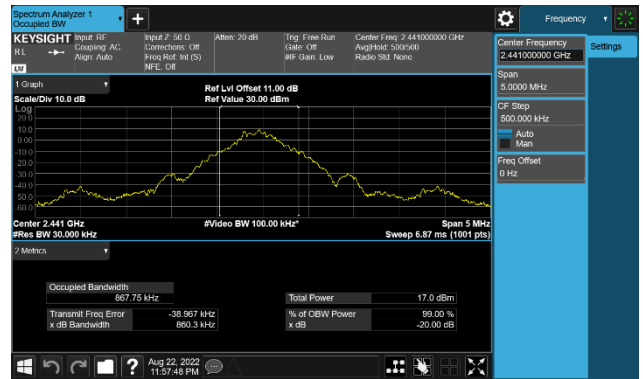 Spectrum Analyzer 1
Occupied BW
+
Frequency
KEYSIGHT
RL
LXI
Input: RF
Coupling: AC
Align: Auto
Input Z: 50 Ω
Corrections: Off
Freq Ref: Int (S)
NFE: Off
Atten: 20 dB
Trig: Free Run
Gate: Off
#IF Gain: Low
Center Freq: 2.441000000 GHz
Avg|Hold: 500/500
Radio Std: None
Center Frequency
2.441000000 GHz
Settings
Span
5.0000 MHz
CF Step
500.000 kHz
Auto
Man
Freq Offset
0 Hz
1 Graph
Scale/Div 10.0 dB
Ref Lvl Offset 11.00 dB
Ref Value 30.00 dBm
Log
20.0
10.0
0.00
-10.0
-20.0
-30.0
-40.0
-50.0
-60.0
Center 2.441 GHz
#Res BW 30.000 kHz
#Video BW 100.00 kHz*
Span 5 MHz
Sweep 6.87 ms (1001 pts)
2 Metrics
Occupied Bandwidth
867.75 kHz
Total Power 17.0 dBm
Transmit Freq Error -38.967 kHz
% of OBW Power 99.00 %
x dB Bandwidth 860.3 kHz
x dB -20.00 dB
?
Aug 22, 2022
11:57:48 PM